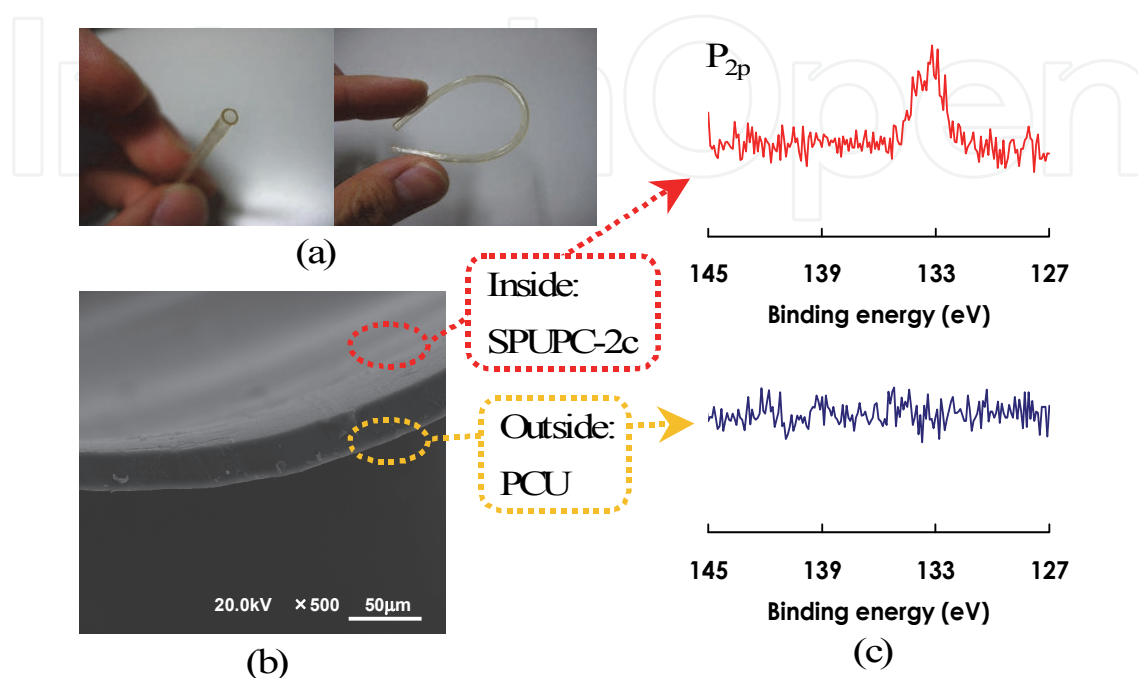 IntechOpen
P2p
145 139 133 127
Binding energy (eV)
(a)
Inside:
SPUPC-2c
Outside:
PCU
145 139 133 127
Binding energy (eV)
20.0kV ×500 50μm
(b)
(c)